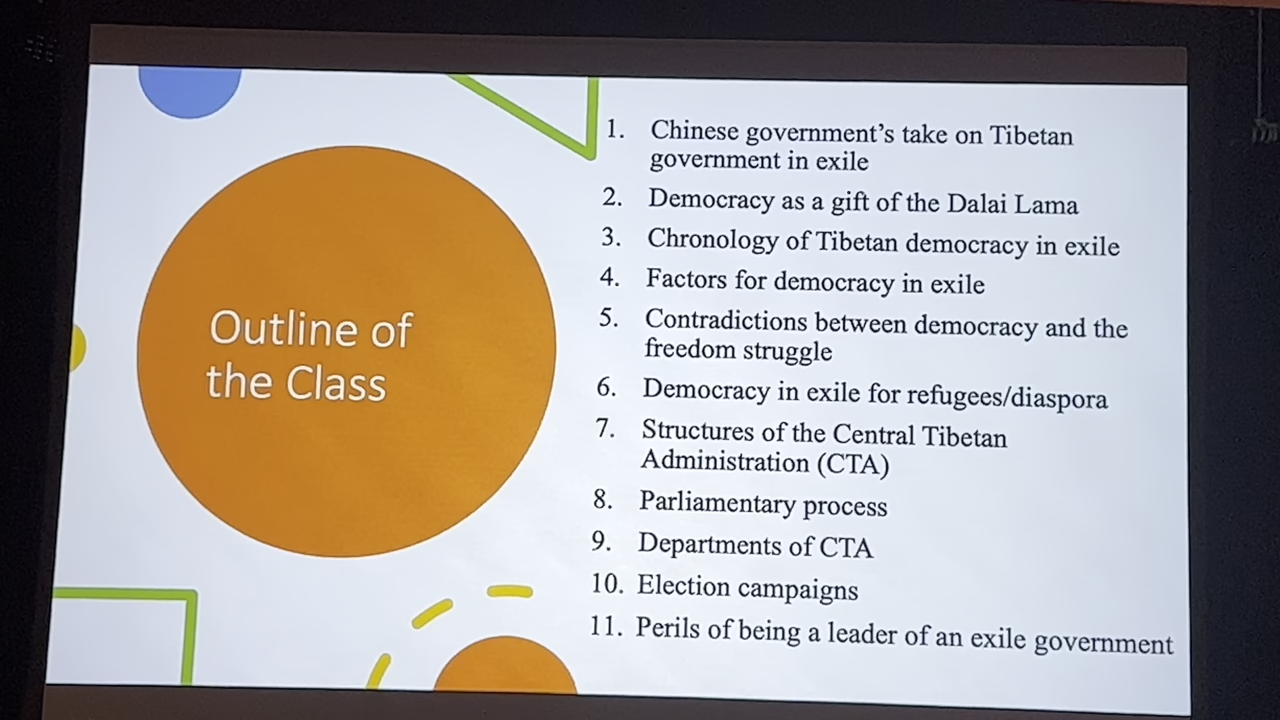 Outline of
the Class
1. Chinese government’s take on Tibetan
government in exile
2. Democracy as a gift of the Dalai Lama
3. Chronology of Tibetan democracy in exile
4. Factors for democracy in exile
5. Contradictions between democracy and the
freedom struggle
6. Democracy in exile for refugees/diaspora
7. Structures of the Central Tibetan
Administration (CTA)
8. Parliamentary process
9. Departments of CTA
10. Election campaigns
11. Perils of being a leader of an exile government